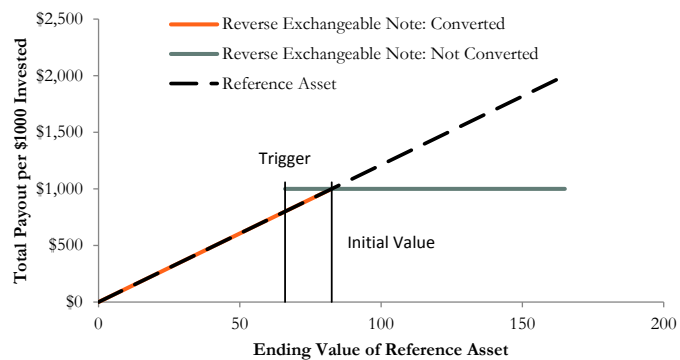 $2,500
$2,000
$1,500
$1,000
$500
$0
Total Payout per $1000 Invested
Reverse Exchangeable Note: Converted
Reverse Exchangeable Note: Not Converted
Reference Asset
Trigger
Initial Value
0 50 100 150 200
Ending Value of Reference Asset